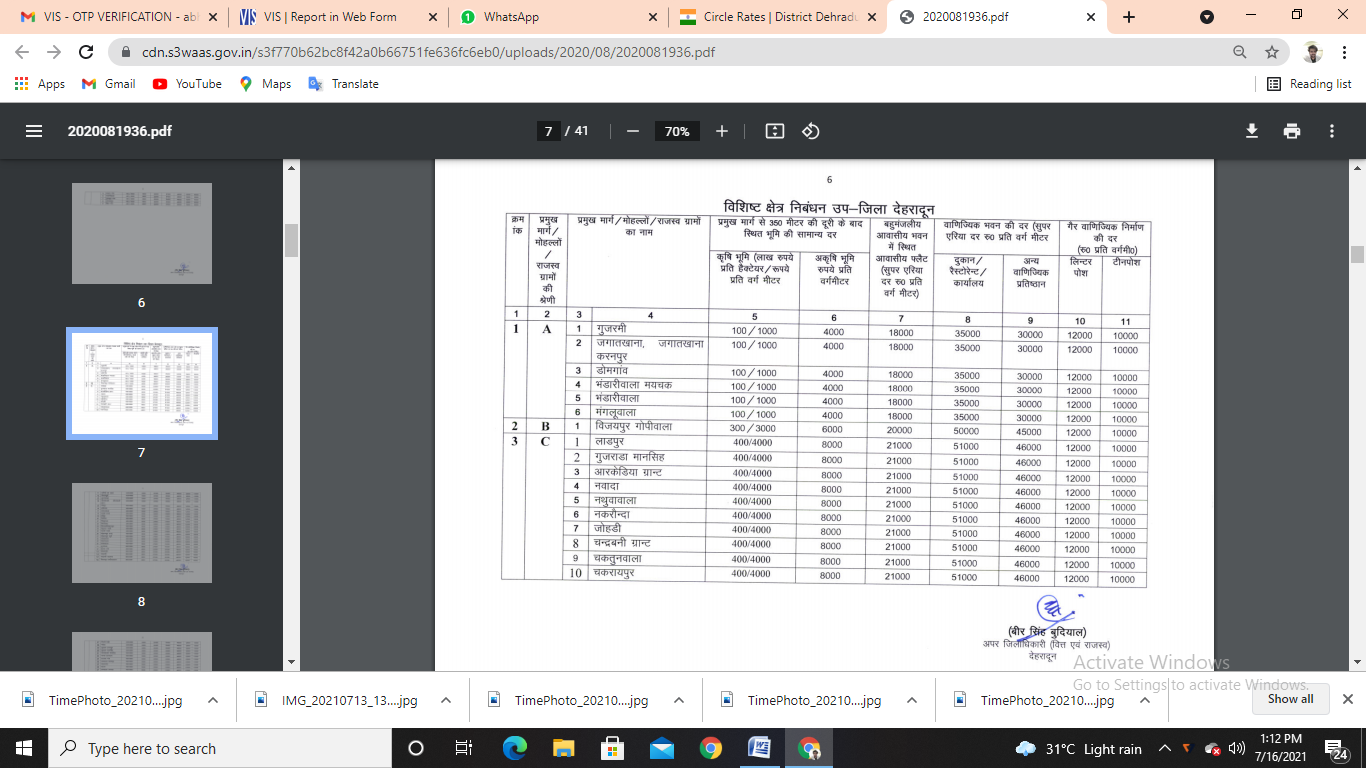 VIS - OTP VERIFICATION - abh
VIS | Report in Web Form
WhatsApp
Circle Rates | District Dehradu
2020081936.pdf
cdn.s3waas.gov.in/s3f770b62bc8f42a0b66751fe636fc6eb0/uploads/2020/08/2020081936.pdf
Apps Gmail YouTube Maps Translate Reading list
2020081936.pdf 7 / 41 70%
6
7
8
6
विशिष्ट क्षेत्र निबंधन उप–जिला देहरादून
क्रमांक
प्रमुख मार्ग/मोहल्लों/राजस्व ग्रामों की श्रेणी
प्रमुख मार्ग/मोहल्लों/राजस्व ग्रामों का नाम
प्रमुख मार्ग से 350 मीटर की दूरी के बाद स्थित भूमि की सामान्य दर
कृषि भूमि (लाख रुपये प्रति हैक्टेयर/रूपये प्रति वर्ग मीटर
अकृषि भूमि रुपये प्रति वर्गमीटर
बहुमंजलीय आवासीय भवन में स्थित आवासीय फ्लैट (सुपर एरिया दर रु0 प्रति वर्ग मीटर)
वाणिज्यिक भवन की दर (सुपर एरिया दर रु0 प्रति वर्ग मीटर
दुकान/रैस्टोरेन्ट/कार्यालय
अन्य वाणिज्यिक प्रतिष्ठान
गैर वाणिज्यिक निर्माण की दर (रु0 प्रति वर्गमी0)
लिन्टर पोश
टीनपोश
1 2 3 4 5 6 7 8 9 10 11
1 A 1 गुजरमी 100/1000 4000 18000 35000 30000 12000 10000
2 जगातखाना, जगातखाना करनपुर 100/1000 4000 18000 35000 30000 12000 10000
3 डोमगांव 100/1000 4000 18000 35000 30000 12000 10000
4 भंडारीवाला मयचक 100/1000 4000 18000 35000 30000 12000 10000
5 भंडारीवाला 100/1000 4000 18000 35000 30000 12000 10000
6 मंगलूवाला 100/1000 4000 18000 35000 30000 12000 10000
2 B 1 विजयपुर गोपीवाला 300/3000 6000 20000 50000 45000 12000 10000
3 C 1 लाडपुर 400/4000 8000 21000 51000 46000 12000 10000
2 गुजराडा मानसिह 400/4000 8000 21000 51000 46000 12000 10000
3 आरकेडिया ग्रान्ट 400/4000 8000 21000 51000 46000 12000 10000
4 नवादा 400/4000 8000 21000 51000 46000 12000 10000
5 नथुवावाला 400/4000 8000 21000 51000 46000 12000 10000
6 नकरौन्दा 400/4000 8000 21000 51000 46000 12000 10000
7 जोहडी 400/4000 8000 21000 51000 46000 12000 10000
8 चन्द्रबनी ग्रान्ट 400/4000 8000 21000 51000 46000 12000 10000
9 चकतुनवाला 400/4000 8000 21000 51000 46000 12000 10000
10 चकरायपुर 400/4000 8000 21000 51000 46000 12000 10000
(बीर सिंह बुदियाल)
अपर जिलाधिकारी (वित्त एवं राजस्व)
देहरादून
Activate Windows
Go to Settings to activate Windows.
TimePhoto_20210....jpg
IMG_20210713_13....jpg
TimePhoto_20210....jpg
TimePhoto_20210....jpg
TimePhoto_20210....jpg
Show all
Type here to search
31°C Light rain
1:12 PM
7/16/2021
24